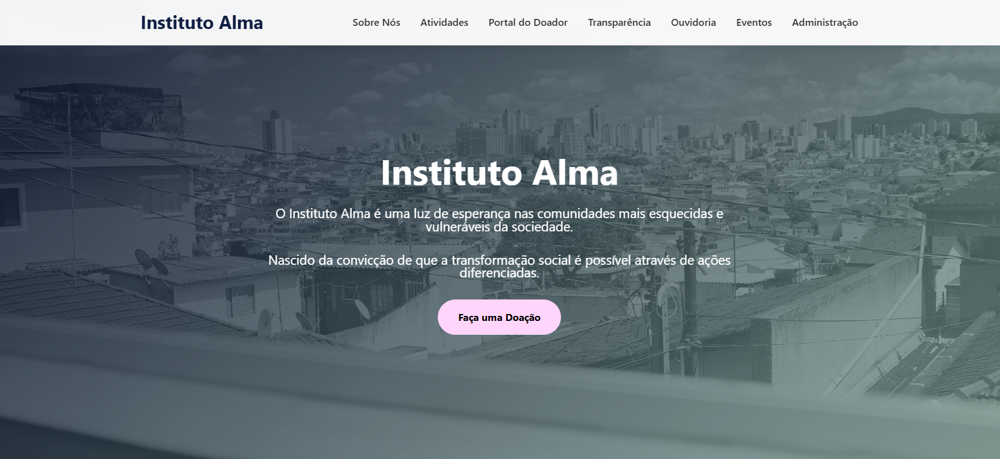 Instituto Alma
Sobre Nós
Atividades
Portal do Doador
Transparência
Ouvidoria
Eventos
Administração
Instituto Alma
O Instituto Alma é uma luz de esperança nas comunidades mais esquecidas e
vulneráveis da sociedade.
Nascido da convicção de que a transformação social é possível através de ações
diferenciadas.
Faça uma Doação